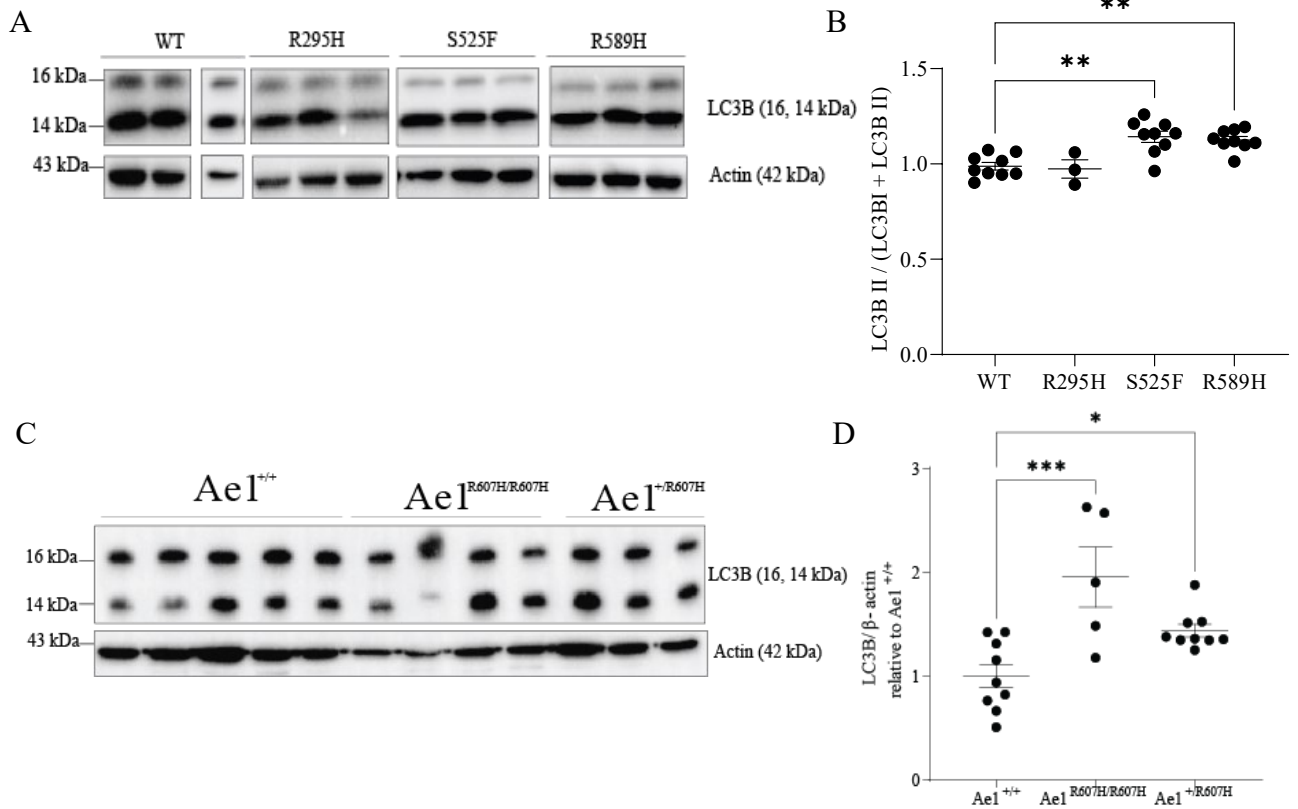 A
WT R295H S525F R589H
16 kDa
14 kDa
LC3B (16, 14 kDa)
43 kDa
Actin (42 kDa)
B
**
**
1.5
1.0
0.5
0.0
LC3B II / (LC3BI + LC3B II)
WT R295H S525F R589H
C
Ae1+/+ Ae1R607H/R607H Ae1+/R607H
16 kDa
14 kDa
LC3B (16, 14 kDa)
43 kDa
Actin (42 kDa)
D
*
***
3
2
1
0
LC3B/β- actin
relative to Ae1 +/+
Ae1 +/+ Ae1 R607H/R607H Ae1 +/R607H